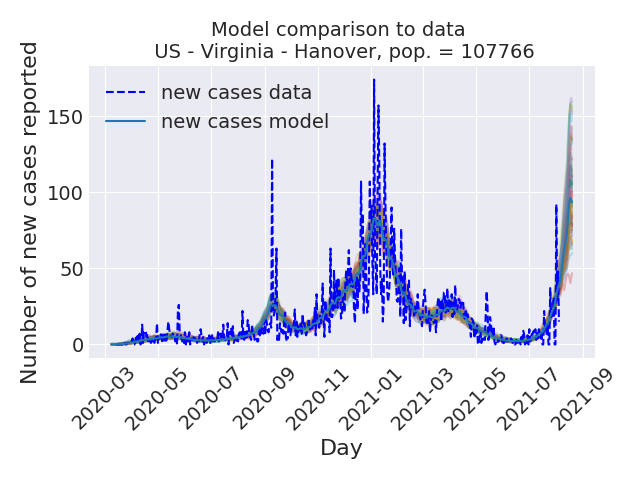 Model comparison to data
US - Virginia - Hanover, pop. = 107766
new cases data
new cases model
Number of new cases reported
150
100
50
0
2020-03
2020-05
2020-07
2020-09
2020-11
2021-01
2021-03
2021-05
2021-07
2021-09
Day